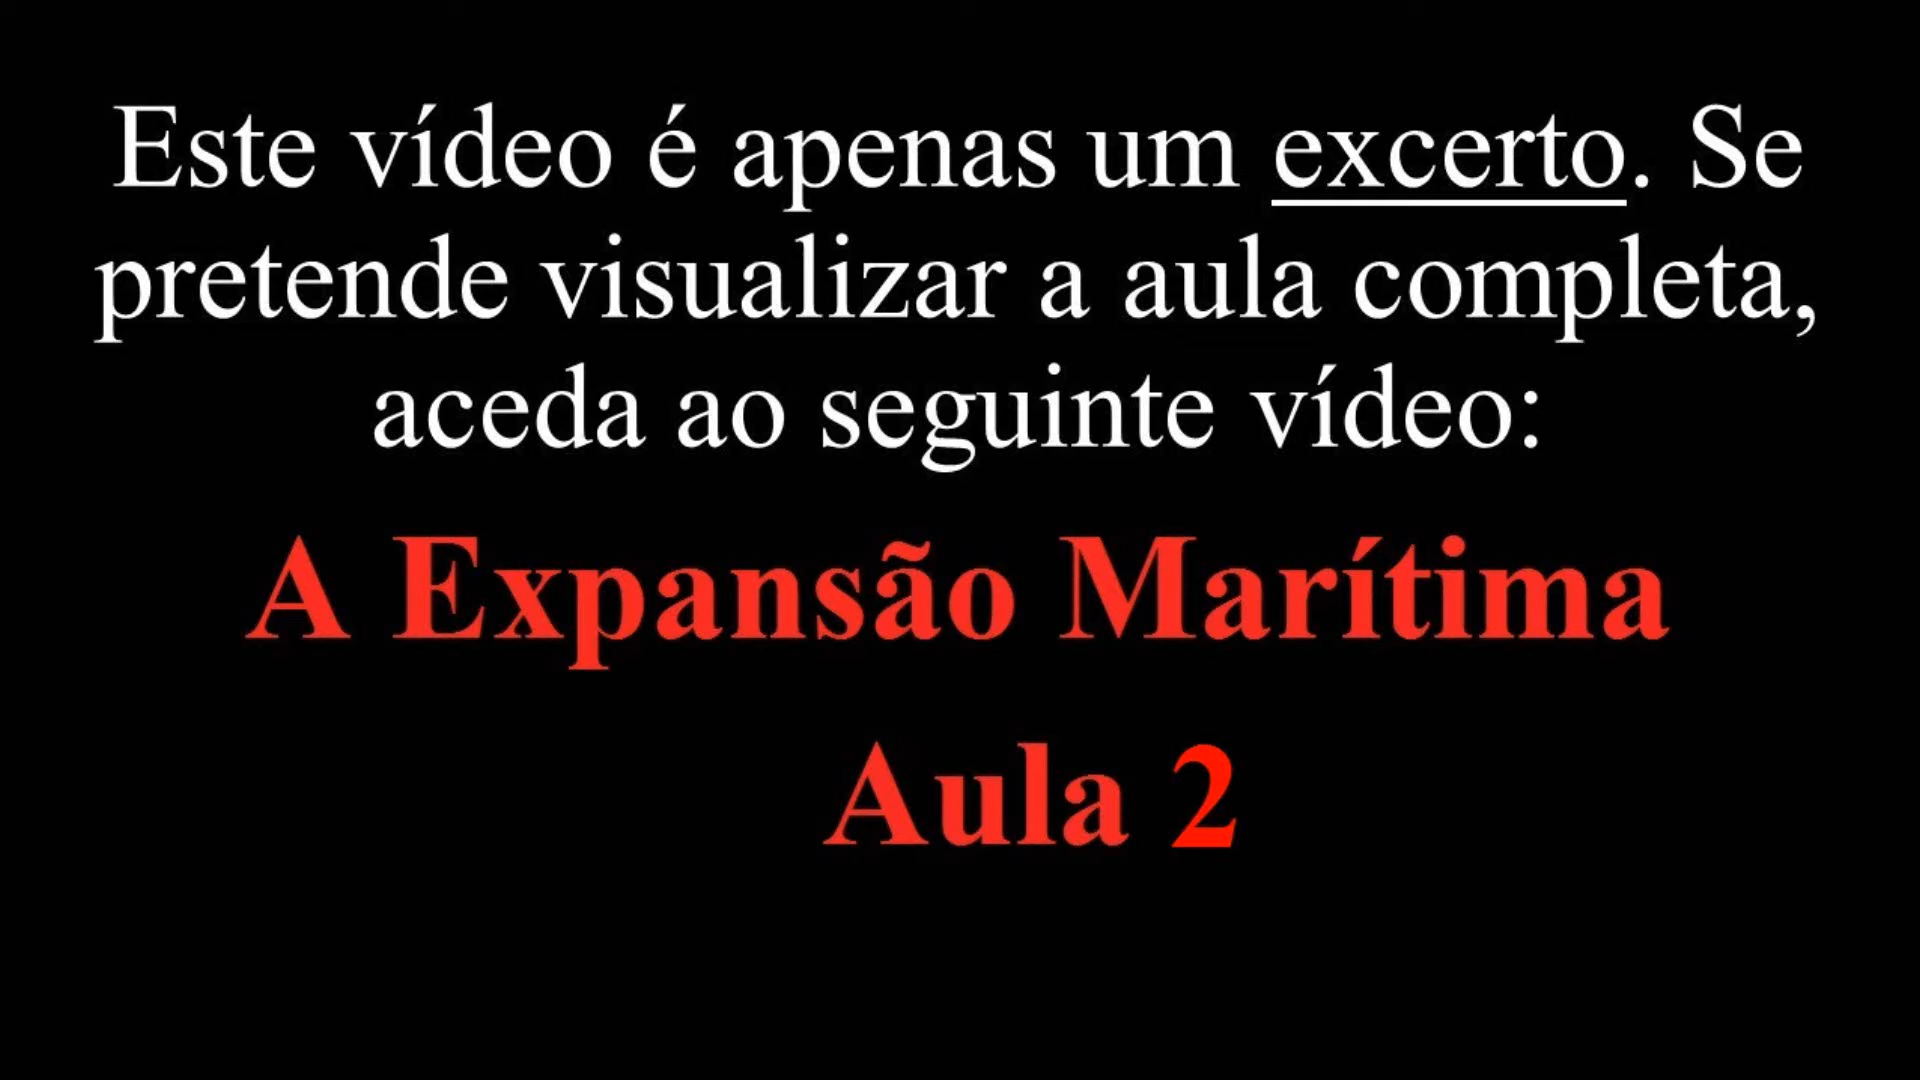 Este vídeo é apenas um excerto. Se
pretende visualizar a aula completa,
aceda ao seguinte vídeo:
A Expansão Marítima
Aula 2